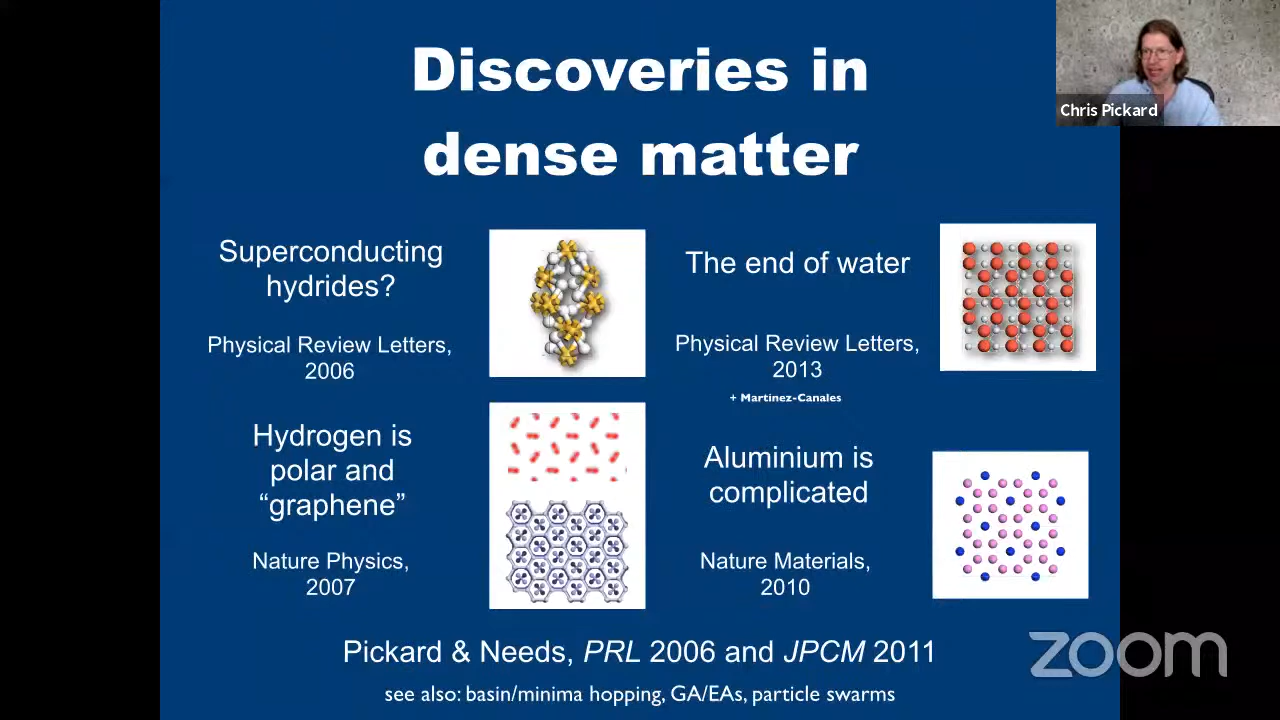 Discoveries in
dense matter
Chris Pickard
Superconducting
hydrides?
Physical Review Letters,
2006
The end of water
Physical Review Letters,
2013
+ Martinez-Canales
Hydrogen is
polar and
“graphene”
Nature Physics,
2007
Aluminium is
complicated
Nature Materials,
2010
Pickard & Needs, PRL 2006 and JPCM 2011
see also: basin/minima hopping, GA/EAs, particle swarms
zoom